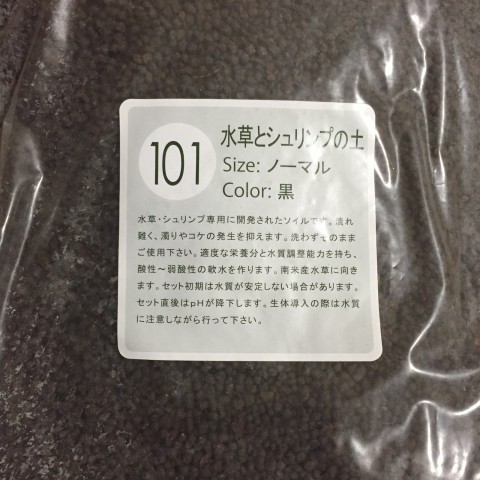 101
水草とシュリンプの土
Size: ノーマル
Color: 黒
水草・シュリンプ専用に開発されたソイルです。潰れ
難く、濁りやコケの発生を抑えます。洗わずそのまま
ご使用下さい。適度な栄養分と水質調整能力を持ち、
酸性〜弱酸性の軟水を作ります。南米産水草に向き
ます。セット初期は水質が安定しない場合があります。
セット直後はpHが降下します。生体導入の際は水質
に注意しながら行って下さい。